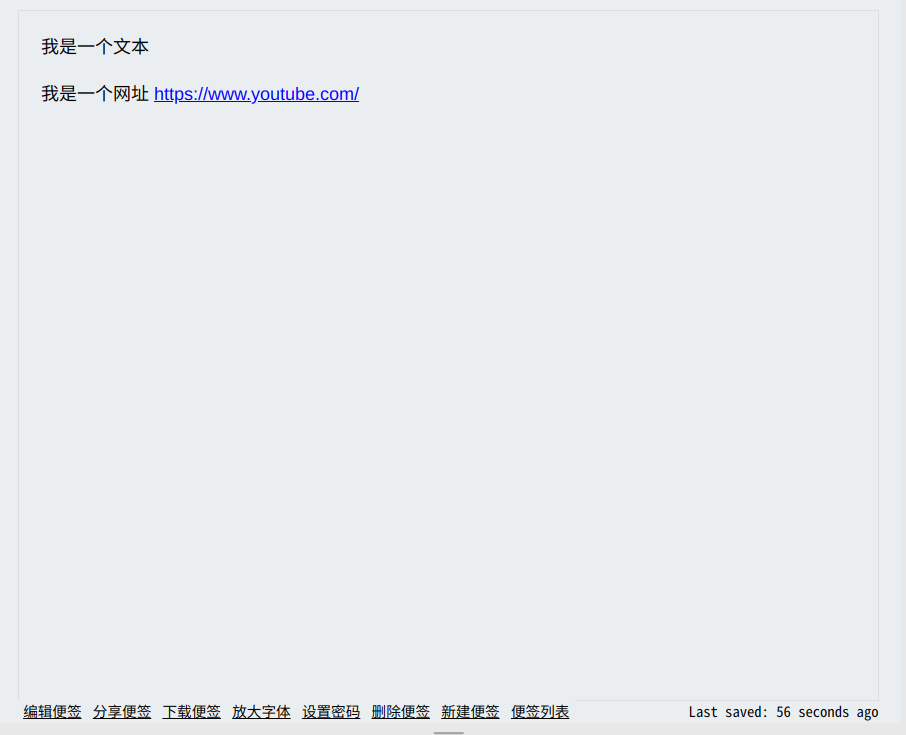 我是一个文本
我是一个网址 https://www.youtube.com/
编辑便签 分享便签 下载便签 放大字体 设置密码 删除便签 新建便签 便签列表 Last saved: 56 seconds ago